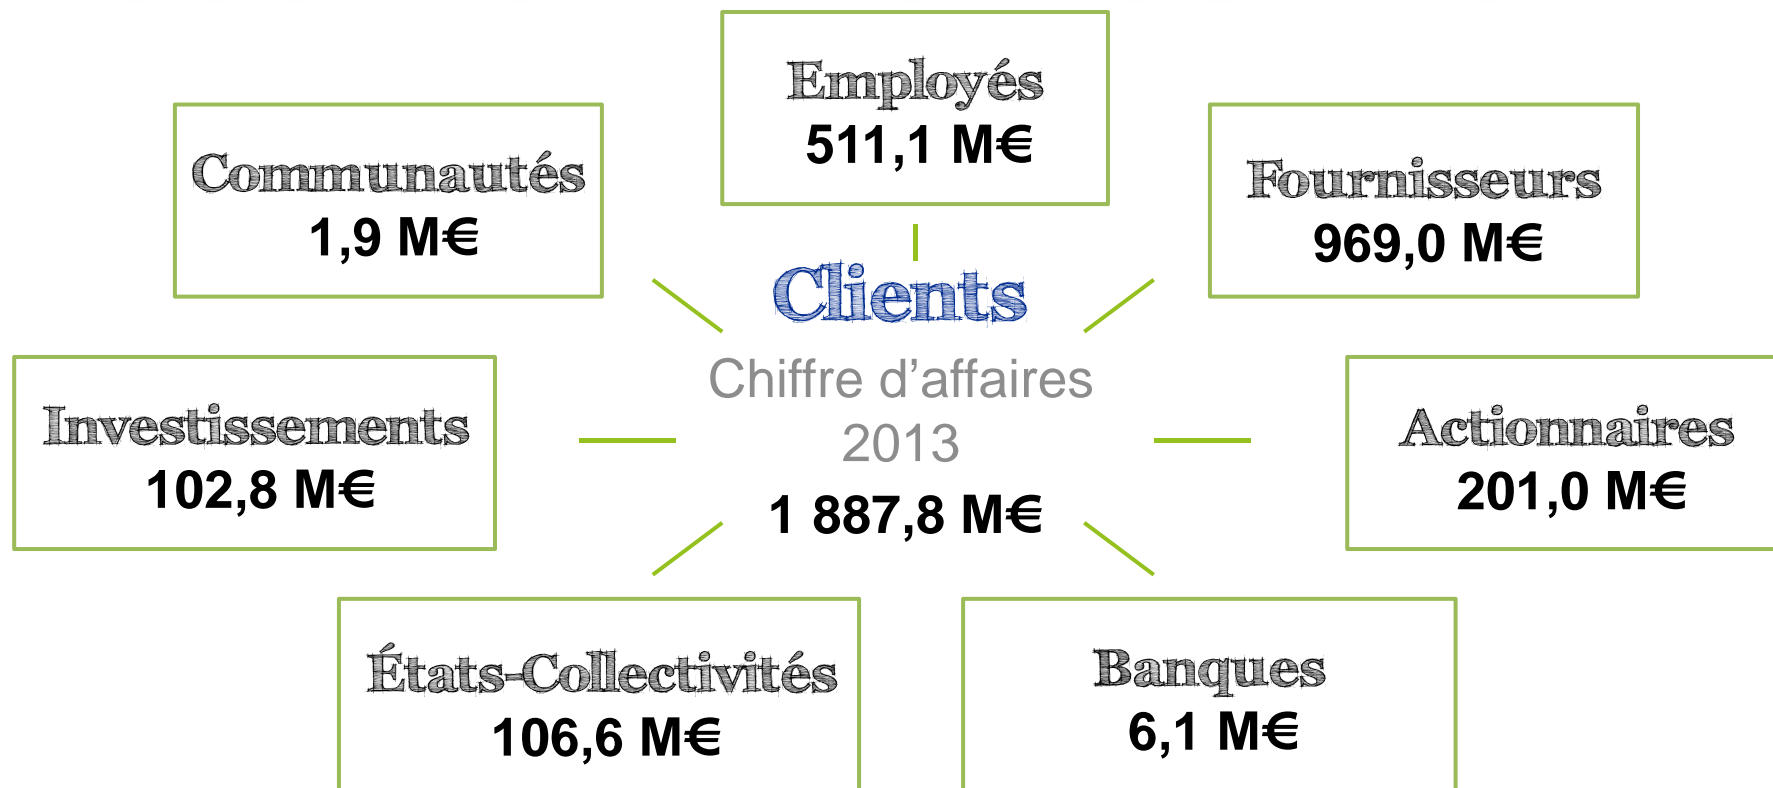 Employés
511,1 M€
Communautés
1,9 M€
Fournisseurs
969,0 M€
Clients
Chiffre d’affaires
2013
1 887,8 M€
Investissements
102,8 M€
Actionnaires
201,0 M€
États-Collectivités
106,6 M€
Banques
6,1 M€